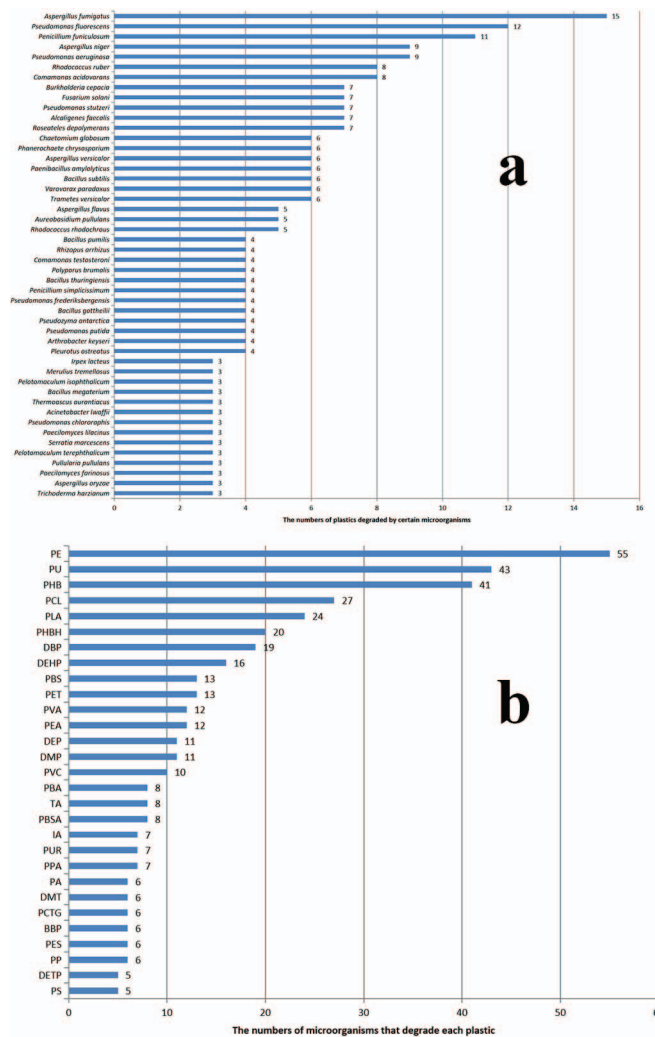 Aspergillus fumigatus 15
Pseudomonas fluorescens 12
Penicillium funiculosum 11
Aspergillus niger 9
Pseudomonas aeruginosa 9
Rhodococcus ruber 8
Comamonas acidovorans 8
Burkholderia cepacia 7
Fusarium solani 7
Pseudomonas stutzeri 7
Alcaligenes faecalis 7
Roseateles depolymerans 7
Chaetomium globosum 6
Phanerochaete chrysosporium 6
Aspergillus versicolor 6
Paenibacillus amylolyticus 6
Bacillus subtilis 6
Varovorax paradoxus 6
Trametes versicolor 6
Aspergillus flavus 5
Aureobasidium pullulans 5
Rhodococcus rhodochrous 5
Bacillus pumilis 4
Rhizopus orrhizus 4
Comamonas testosteroni 4
Polyporus brumalis 4
Bacillus thuringiensis 4
Penicillium simplicissimum 4
Pseudomonas frederiksbergensis 4
Bacillus gottheilii 4
Pseudozyma antarctica 4
Pseudomonas putida 4
Arthrobacter keyseri 4
Pleurotus ostreatus 4
Irpex lacteus 3
Merulius tremellosus 3
Pelotomaculum isophthalicum 3
Bacillus megaterium 3
Thermoascus aurantiacus 3
Acinetobacter lwoffii 3
Pseudomonas chlororaphis 3
Paecilomyces lilacinus 3
Serratia marcescens 3
Pelotomaculum terephthalicum 3
Pullularia pullulans 3
Paecilomyces farinosus 3
Aspergillus oryzae 3
Trichoderma harzianum 3
0 2 4 6 8 10 12 14 16
The numbers of plastics degraded by certain microorganisms
a
PE 55
PU 43
PHB 41
PCL 27
PLA 24
PHBH 20
DBP 19
DEHP 16
PBS 13
PET 13
PVA 12
PEA 12
DEP 11
DMP 11
PVC 10
PBA 8
TA 8
PBSA 8
IA 7
PUR 7
PPA 7
PA 6
DMT 6
PCTG 6
BBP 6
PES 6
PP 6
DETP 5
PS 5
0 10 20 30 40 50 6
The numbers of microorganisms that degrade each plastic
b